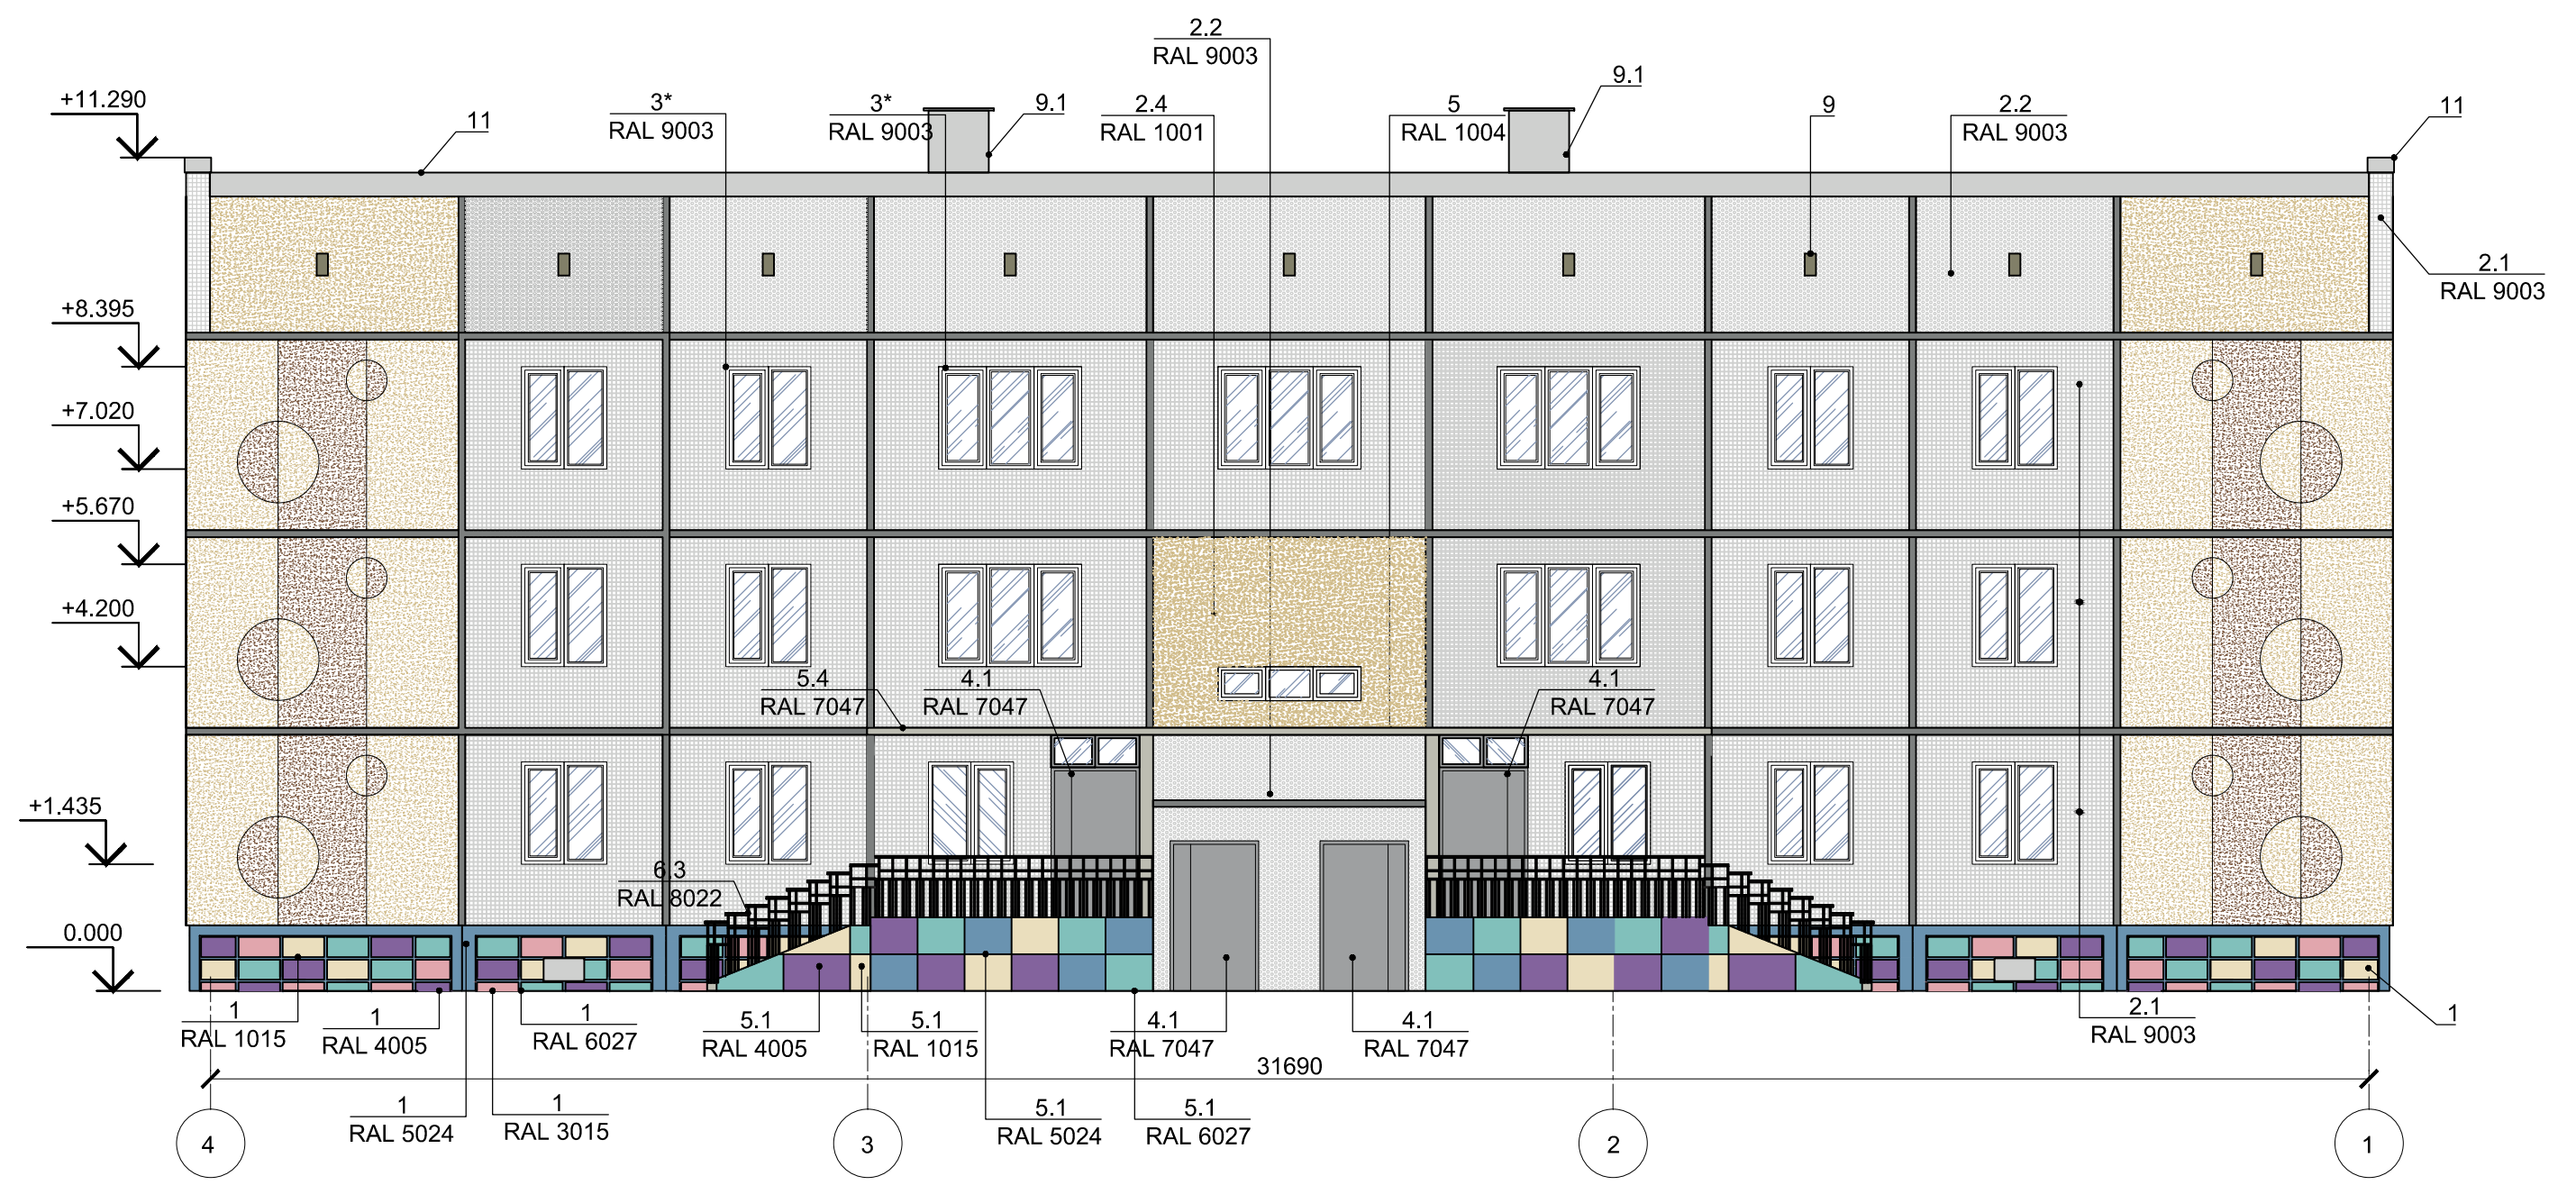 2.2
RAL 9003
+11.290
11
3*
RAL 9003
3*
RAL 9003
9.1
2.4
RAL 1001
5
RAL 1004
9.1
9
2.2
RAL 9003
11
2.1
RAL 9003
+8.395
+7.020
+5.670
+4.200
5.4
RAL 7047
4.1
RAL 7047
4.1
RAL 7047
+1.435
6.3
RAL 8022
0.000
1
RAL 1015
1
RAL 4005
1
RAL 6027
5.1
RAL 4005
5.1
RAL 1015
4.1
RAL 7047
4.1
RAL 7047
2.1
RAL 9003
1
31690
1
RAL 5024
1
RAL 3015
5.1
RAL 5024
5.1
RAL 6027
4
3
2
1